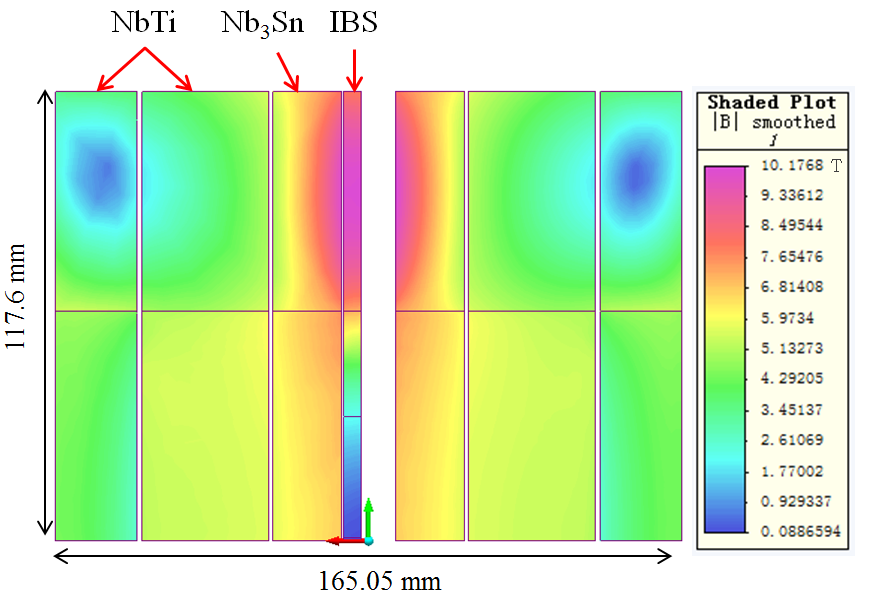 NbTi
Nb₃Sn
IBS
117.6 mm
165.05 mm
Shaded Plot
|B| smoothed
10.1768 T
9.33612
8.49544
7.65476
6.81408
5.9734
5.13273
4.29205
3.45137
2.61069
1.77002
0.929337
0.0886594